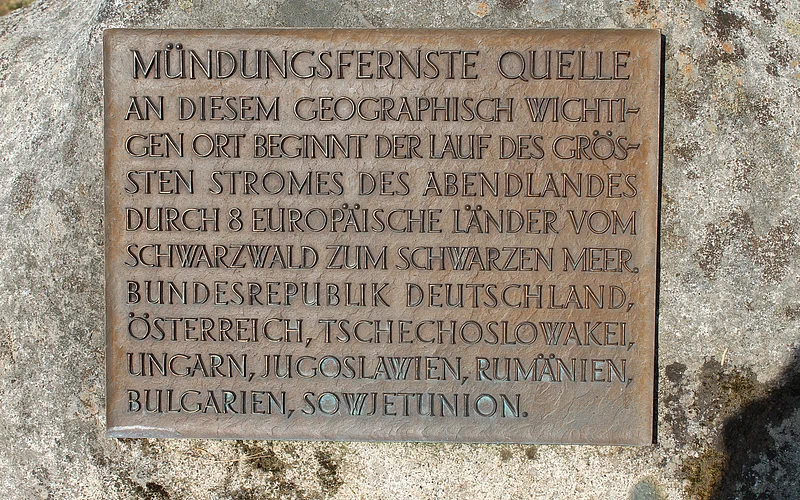 MÜNDUNGSFERNSTE QUELLE
AN DIESEM GEOGRAPHISCH WICHTI-
GEN ORT BEGINNT DER LAUF DES GRÖS-
STEN STROMES DES ABENDLANDES
DURCH 8 EUROPÄISCHE LÄNDER VOM
SCHWARZWALD ZUM SCHWARZEN MEER.
BUNDESREPUBLIK DEUTSCHLAND,
ÖSTERREICH, TSCHECHOSLOWAKEI,
UNGARN, JUGOSLAWIEN, RUMÄNIEN,
BULGARIEN, SOWJETUNION.